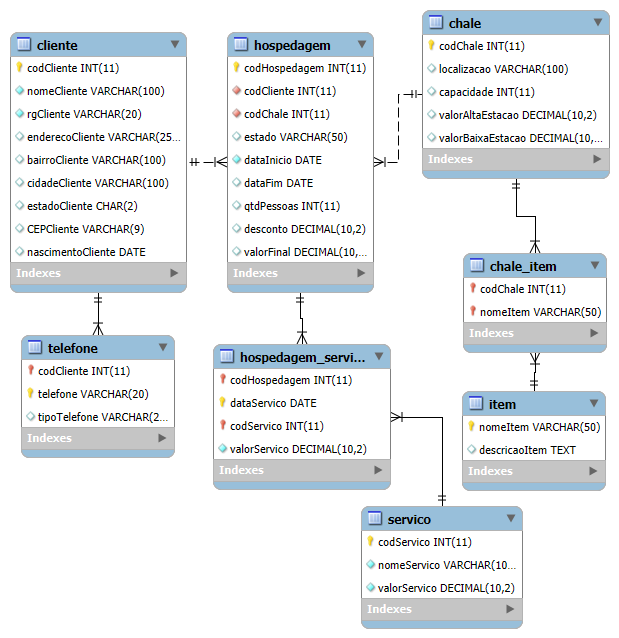 cliente
codCliente INT(11)
nomeCliente VARCHAR(100)
rgCliente VARCHAR(20)
enderecoCliente VARCHAR(25...
bairroCliente VARCHAR(100)
cidadeCliente VARCHAR(100)
estadoCliente CHAR(2)
CEPCliente VARCHAR(9)
nascimentoCliente DATE
Indexes
hospedagem
codHospedagem INT(11)
codCliente INT(11)
codChale INT(11)
estado VARCHAR(50)
dataInicio DATE
dataFim DATE
qtdPessoas INT(11)
desconto DECIMAL(10,2)
valorFinal DECIMAL(10,...
Indexes
chale
codChale INT(11)
localizacao VARCHAR(100)
capacidade INT(11)
valorAltaEstacao DECIMAL(10,2)
valorBaixaEstacao DECIMAL(10,...
Indexes
chale_item
codChale INT(11)
nomeItem VARCHAR(50)
Indexes
telefone
codCliente INT(11)
telefone VARCHAR(20)
tipoTelefone VARCHAR(2...
Indexes
hospedagem_servi...
codHospedagem INT(11)
dataServico DATE
codServico INT(11)
valorServico DECIMAL(10,2)
Indexes
item
nomeItem VARCHAR(50)
descricaoItem TEXT
Indexes
servico
codServico INT(11)
nomeServico VARCHAR(10...
valorServico DECIMAL(10,2)
Indexes